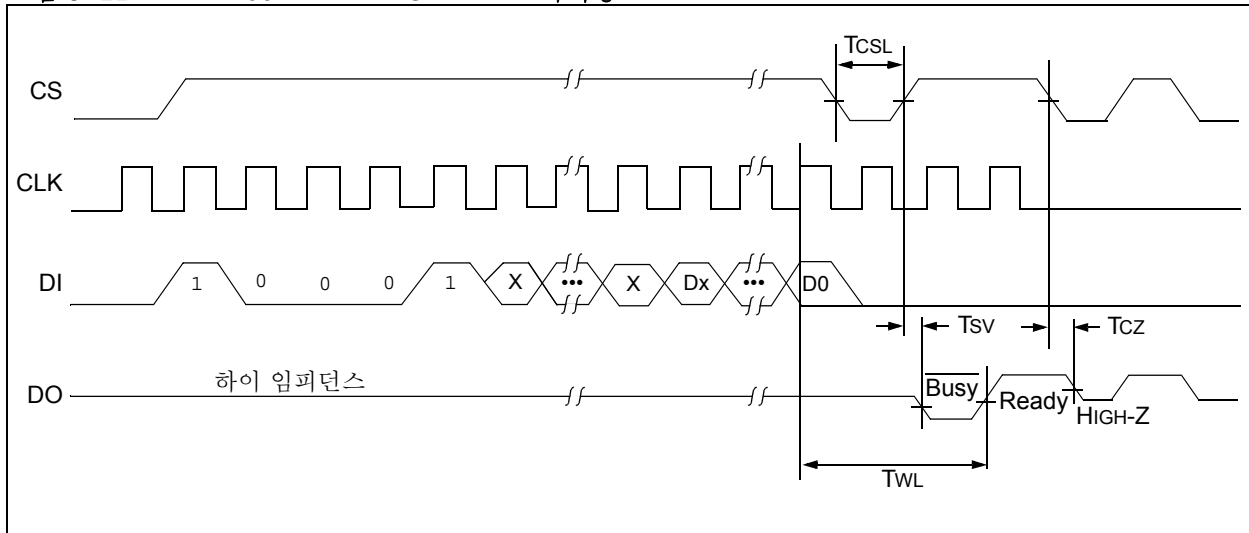 TCSL
CS
CLK
DI 1 0 0 0 1 X ••• X Dx ••• D0
TSV TCZ
하이 임피던스
DO Busy Ready HIGH-Z
TWL